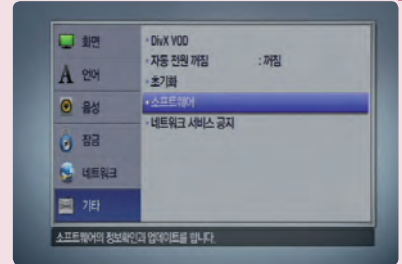 화면
언어
음성
잠금
네트워크
기타
· DivX VOD
· 자동 전원 꺼짐 : 꺼짐
· 초기화
· 소프트웨어
· 네트워크 서비스 공지
소프트웨어의 정보확인과 업데이트를 합니다.